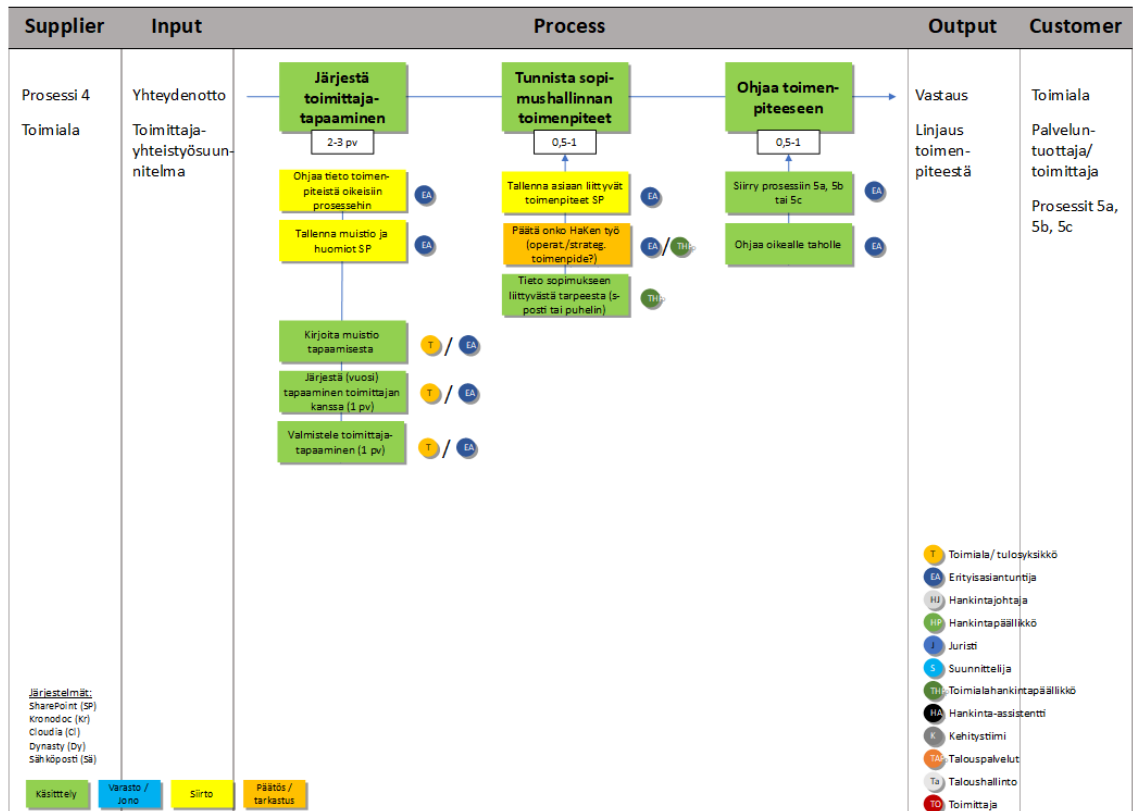 Supplier
Input
Process
Output
Customer
Prosessi 4
Toimiala
Yhteydenotto
Toimittaja-
yhteistyösuun-
nitelma
Järjestä
toimittaja-
tapaaminen
2-3 pv
Ohjaa tieto toimen-
piteistä oikeisiin
prosessehin
EA
Tallenna muistio ja
huomiot SP
EA
Kirjoita muistio
tapaamisesta
T / EA
Järjestä (vuosi)
tapaaminen toimittajan
kanssa (1 pv)
T / EA
Valmistele toimittaja-
tapaaminen (1 pv)
T / EA
Tunnista sopi-
mushallinnan
toimenpiteet
0,5-1
Tallenna asiaan liittyvät
toimenpiteet SP
EA
Päätä onko HaKen työ
(operat./strateg.
toimenpide?)
EA / THP
Tieto sopimukseen
liittyvästä tarpeesta (s-
posti tai puhelin)
THP
Ohjaa toimen-
piteeseen
0,5-1
Siirry prosessiin 5a, 5b
tai 5c
EA
Ohjaa oikealle taholle
EA
Vastaus
Linjaus
toimen-
piteestä
Toimiala
Palvelun-
tuottaja/
toimittaja
Prosessit 5a,
5b, 5c
T Toimiala/ tulosyksikkö
EA Erityisasiantuntija
HJ Hankintajohtaja
HP Hankintapäällikkö
J Juristi
S Suunnittelija
THP Toimialahankintapäällikkö
HA Hankinta-assistentti
K Kehitystiimi
TAP Talouspalvelut
Ta Taloushallinto
TO Toimittaja
Järjestelmät:
SharePoint (SP)
Kronodoc (Kr)
Cloudia (Cl)
Dynasty (Dy)
Sähköposti (Sä)
Käsitttely
Varasto /
Jono
Siirto
Päätös /
tarkastus